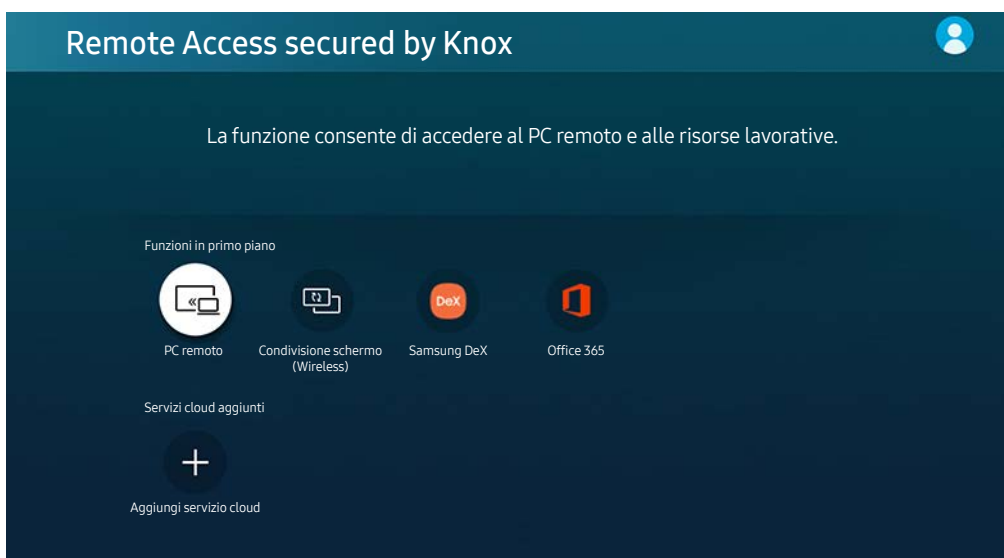 Remote Access secured by Knox
La funzione consente di accedere al PC remoto e alle risorse lavorative.
Funzioni in primo piano
DeX
PC remoto
Condivisione schermo
(Wireless)
Samsung DeX
Office 365
Servizi cloud aggiunti
Aggiungi servizio cloud